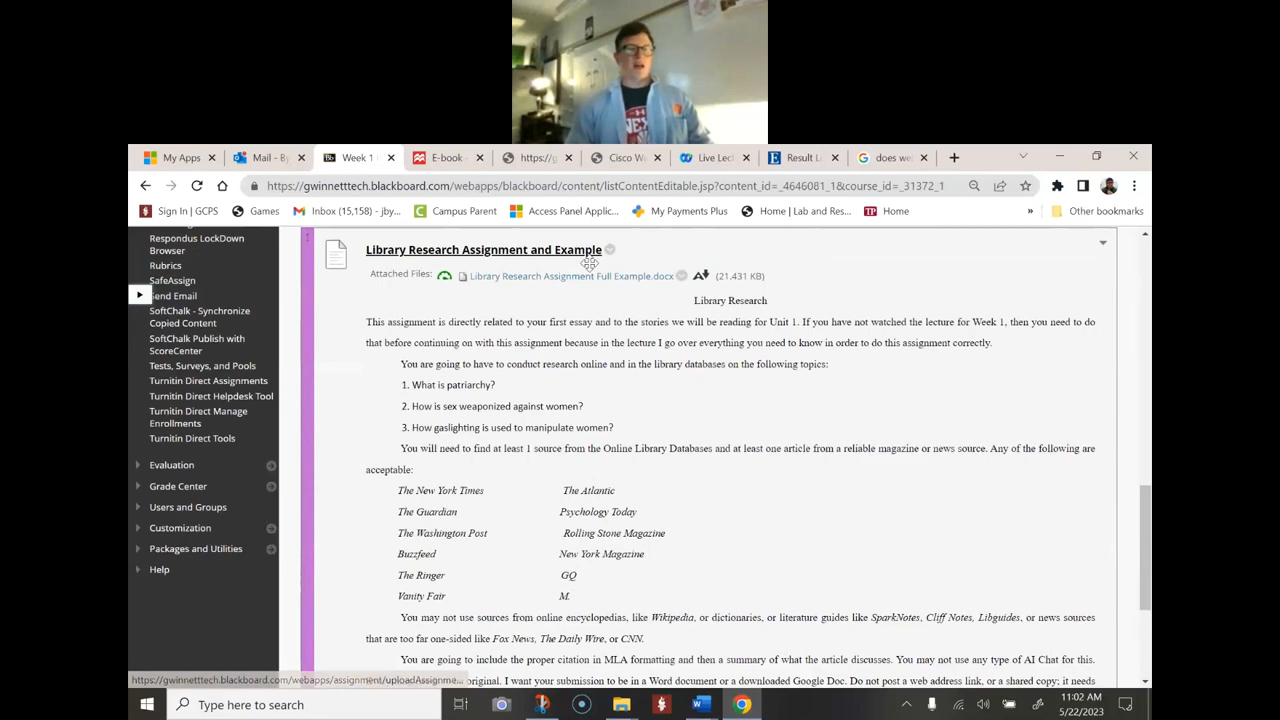 My Apps
Mail - By
Week 1
E-book -
https://g
Cisco W
Live Lect
Result L
does we
https://gwinnetttech.blackboard.com/webapps/blackboard/content/listContentEditable.jsp?content_id=_4646081_1&course_id=_31372_1
Sign In | GCPS
Games
Inbox (15,158) - jby...
Campus Parent
Access Panel Applic...
My Payments Plus
Home | Lab and Res...
TP Home
»
Other bookmarks
Respondus LockDown
Browser
Rubrics
SafeAssign
Send Email
SoftChalk - Synchronize
Copied Content
SoftChalk Publish with
ScoreCenter
Tests, Surveys, and Pools
Turnitin Direct Assignments
Turnitin Direct Helpdesk Tool
Turnitin Direct Manage
Enrollments
Turnitin Direct Tools
Evaluation
Grade Center
Users and Groups
Customization
Packages and Utilities
Help
Library Research Assignment and Example
Attached Files: Library Research Assignment Full Example.docx (21.431 KB)
Library Research
This assignment is directly related to your first essay and to the stories we will be reading for Unit 1. If you have not watched the lecture for Week 1, then you need to do
that before continuing on with this assignment because in the lecture I go over everything you need to know in order to do this assignment correctly.
You are going to have to conduct research online and in the library databases on the following topics:
1. What is patriarchy?
2. How is sex weaponized against women?
3. How gaslighting is used to manipulate women?
You will need to find at least 1 source from the Online Library Databases and at least one article from a reliable magazine or news source. Any of the following are
acceptable:
The New York Times The Atlantic
The Guardian Psychology Today
The Washington Post Rolling Stone Magazine
Buzzfeed New York Magazine
The Ringer GQ
Vanity Fair M.
You may not use sources from online encyclopedias, like Wikipedia, or dictionaries, or literature guides like SparkNotes, Cliff Notes, Libguides, or news sources
that are too far one-sided like Fox News, The Daily Wire, or CNN.
You are going to include the proper citation in MLA formatting and then a summary of what the article discusses. You may not use any type of AI Chat for this.
original. I want your submission to be in a Word document or a downloaded Google Doc. Do not post a web address link, or a shared copy; it needs
https://gwinnetttech.blackboard.com/webapps/assignment/uploadAssignme...
Type here to search
11:02 AM
5/22/2023